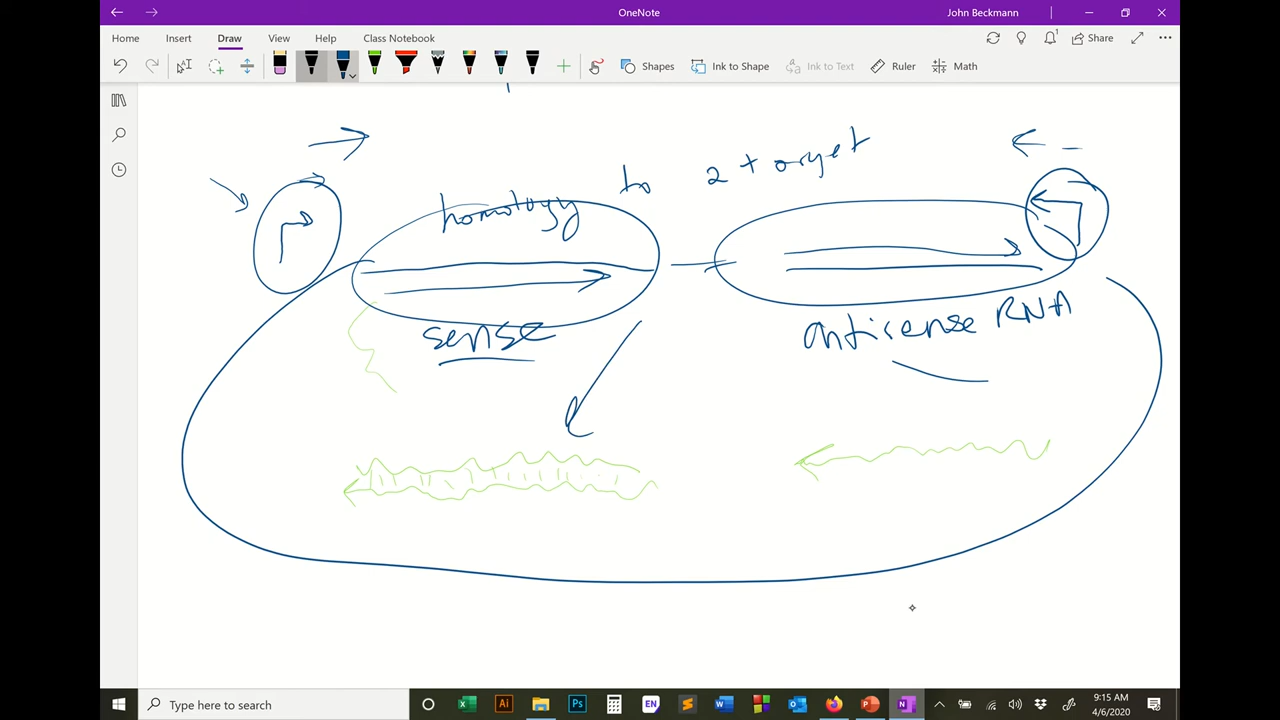 OneNote
John Beckmann
Home Insert Draw View Help Class Notebook
Share
Shapes Ink to Shape Ink to Text Ruler Math
homology to 2 target
sense
antisense RNA
Type here to search
9:15 AM
4/6/2020